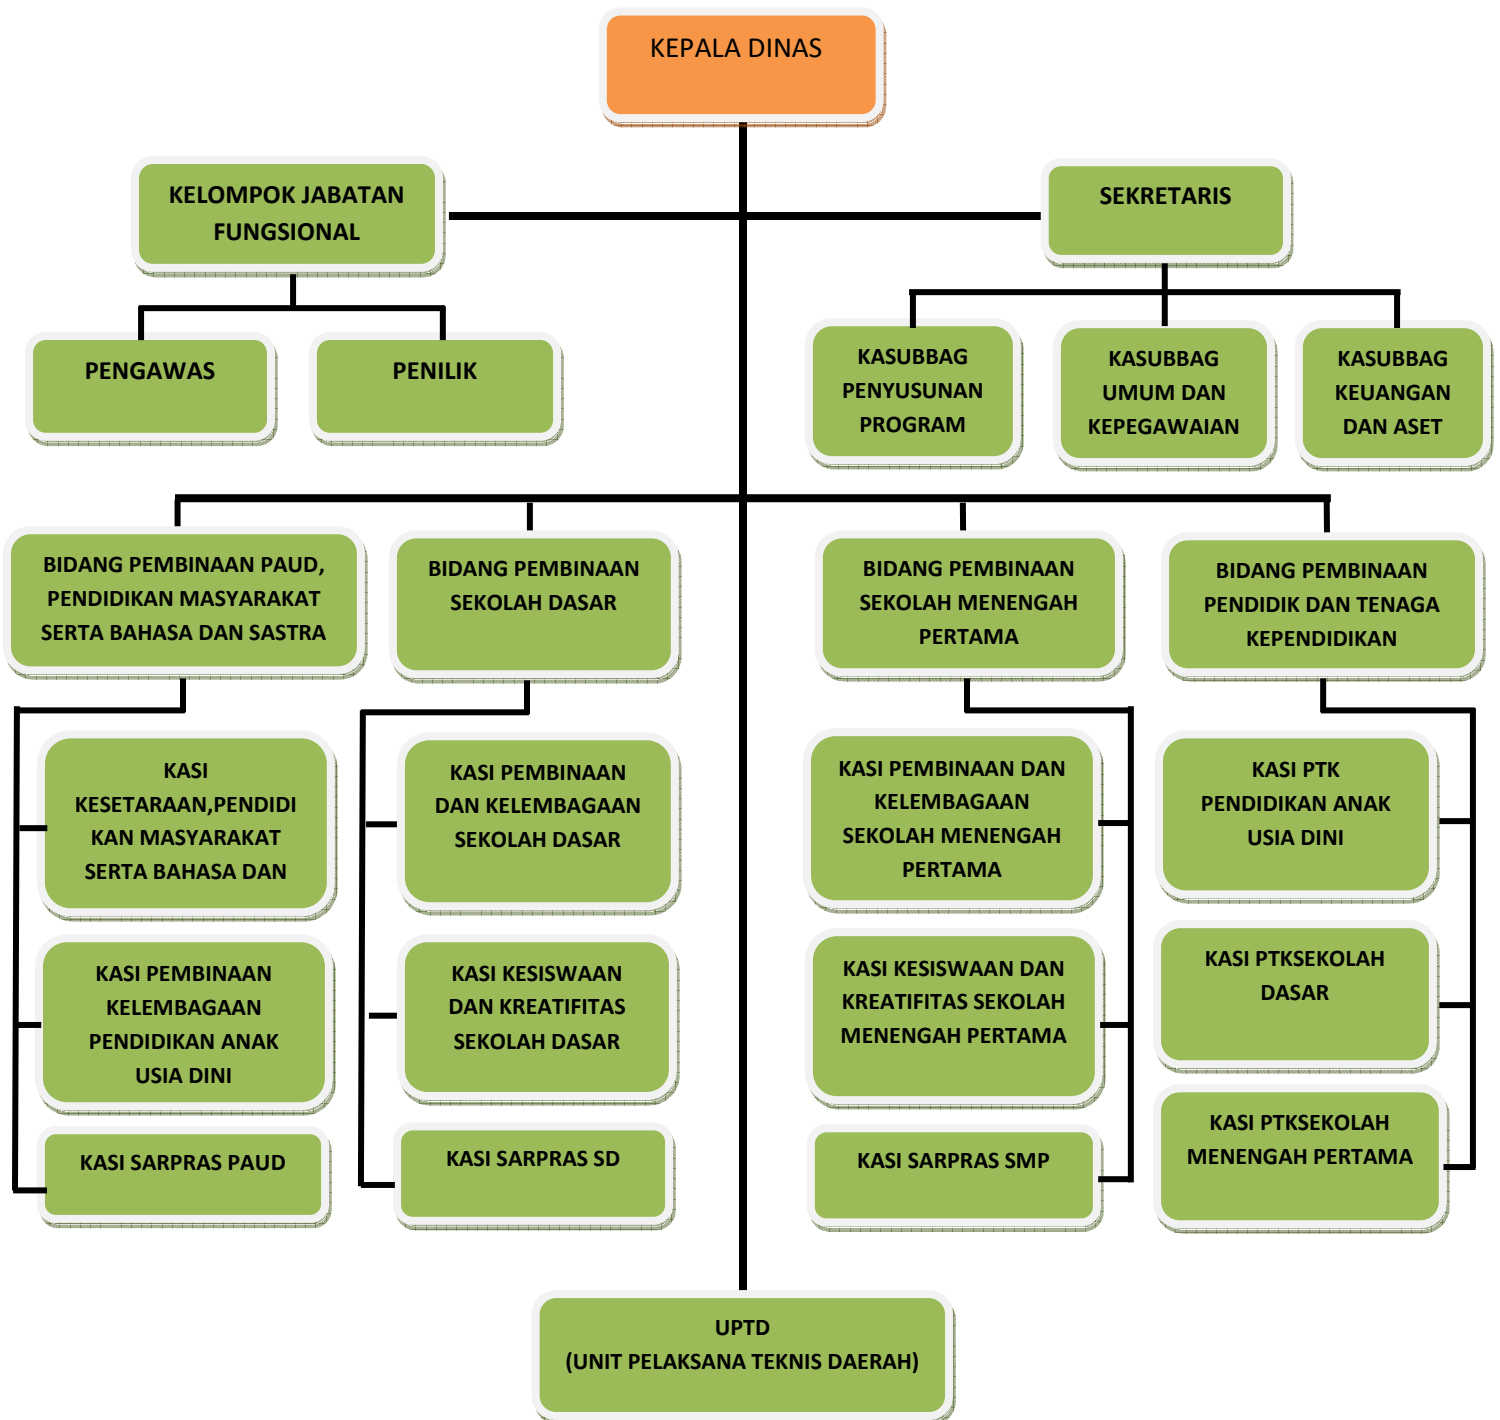 KEPALA DINAS
KELOMPOK JABATAN
FUNGSIONAL
SEKRETARIS
PENGAWAS
PENILIK
KASUBBAG
PENYUSUNAN
PROGRAM
KASUBBAG
UMUM DAN
KEPEGAWAIAN
KASUBBAG
KEUANGAN
DAN ASET
BIDANG PEMBINAAN PAUD,
PENDIDIKAN MASYARAKAT
SERTA BAHASA DAN SASTRA
BIDANG PEMBINAAN
SEKOLAH DASAR
BIDANG PEMBINAAN
SEKOLAH MENENGAH
PERTAMA
BIDANG PEMBINAAN
PENDIDIK DAN TENAGA
KEPENDIDIKAN
KASI
KESETARAAN,PENDIDI
KAN MASYARAKAT
SERTA BAHASA DAN
KASI PEMBINAAN
DAN KELEMBAGAAN
SEKOLAH DASAR
KASI PEMBINAAN DAN
KELEMBAGAAN
SEKOLAH MENENGAH
PERTAMA
KASI PTK
PENDIDIKAN ANAK
USIA DINI
KASI PEMBINAAN
KELEMBAGAAN
PENDIDIKAN ANAK
USIA DINI
KASI KESISWAAN
DAN KREATIFITAS
SEKOLAH DASAR
KASI KESISWAAN DAN
KREATIFITAS SEKOLAH
MENENGAH PERTAMA
KASI PTKSEKOLAH
DASAR
KASI SARPRAS PAUD
KASI SARPRAS SD
KASI SARPRAS SMP
KASI PTKSEKOLAH
MENENGAH PERTAMA
UPTD
(UNIT PELAKSANA TEKNIS DAERAH)